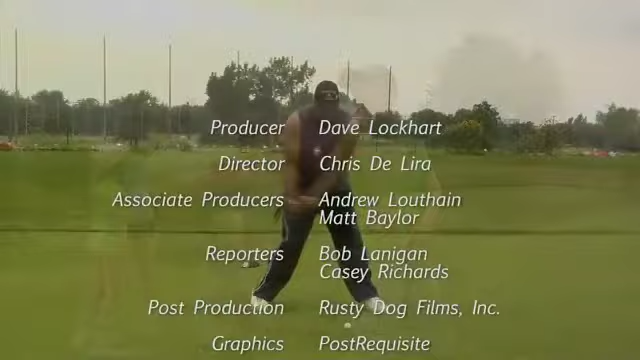 Producer Dave Lockhart
Director Chris De Lira
Associate Producers Andrew Louthain
Matt Baylor
Reporters Bob Lanigan
Casey Richards
Post Production Rusty Dog Films, Inc.
Graphics PostRequisite